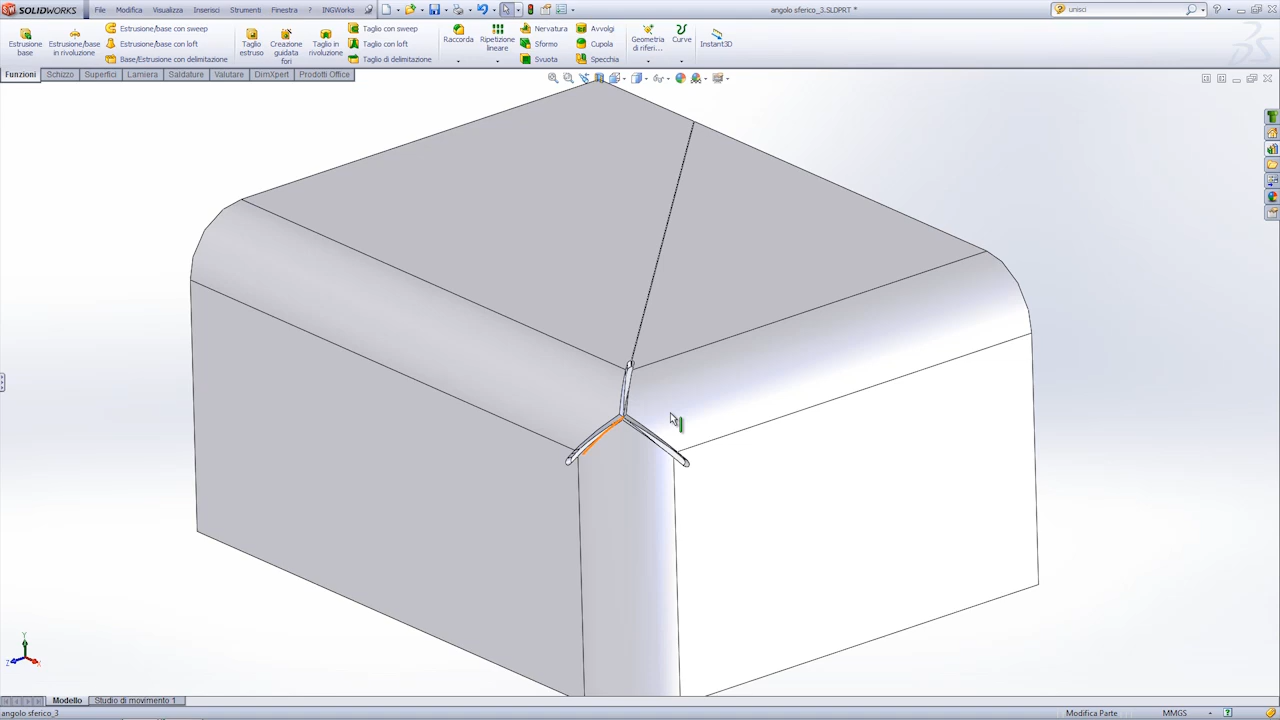 SOLIDWORKS File Modifica Visualizza Inserisci Strumenti Finestra ? INGWorks angolo sferico_3.SLDPRT * unisci
Estrusione base
Estrusione/base in rivoluzione
Estrusione/base con sweep
Estrusione/base con loft
Base/Estrusione con delimitazione
Taglio estruso
Creazione guidata fori
Taglio in rivoluzione
Taglio con sweep
Taglio con loft
Taglio di delimitazione
Raccorda
Ripetizione lineare
Nervatura
Sformo
Svuota
Avvolgi
Cupola
Specchia
Geometria di riferi...
Curve
Instant3D
Funzioni Schizzo Superfici Lamiera Saldature Valutare DimXpert Prodotti Office
Y
Z X
Modello Studio di movimento 1
angolo sferico_3 Modifica Parte MMGS